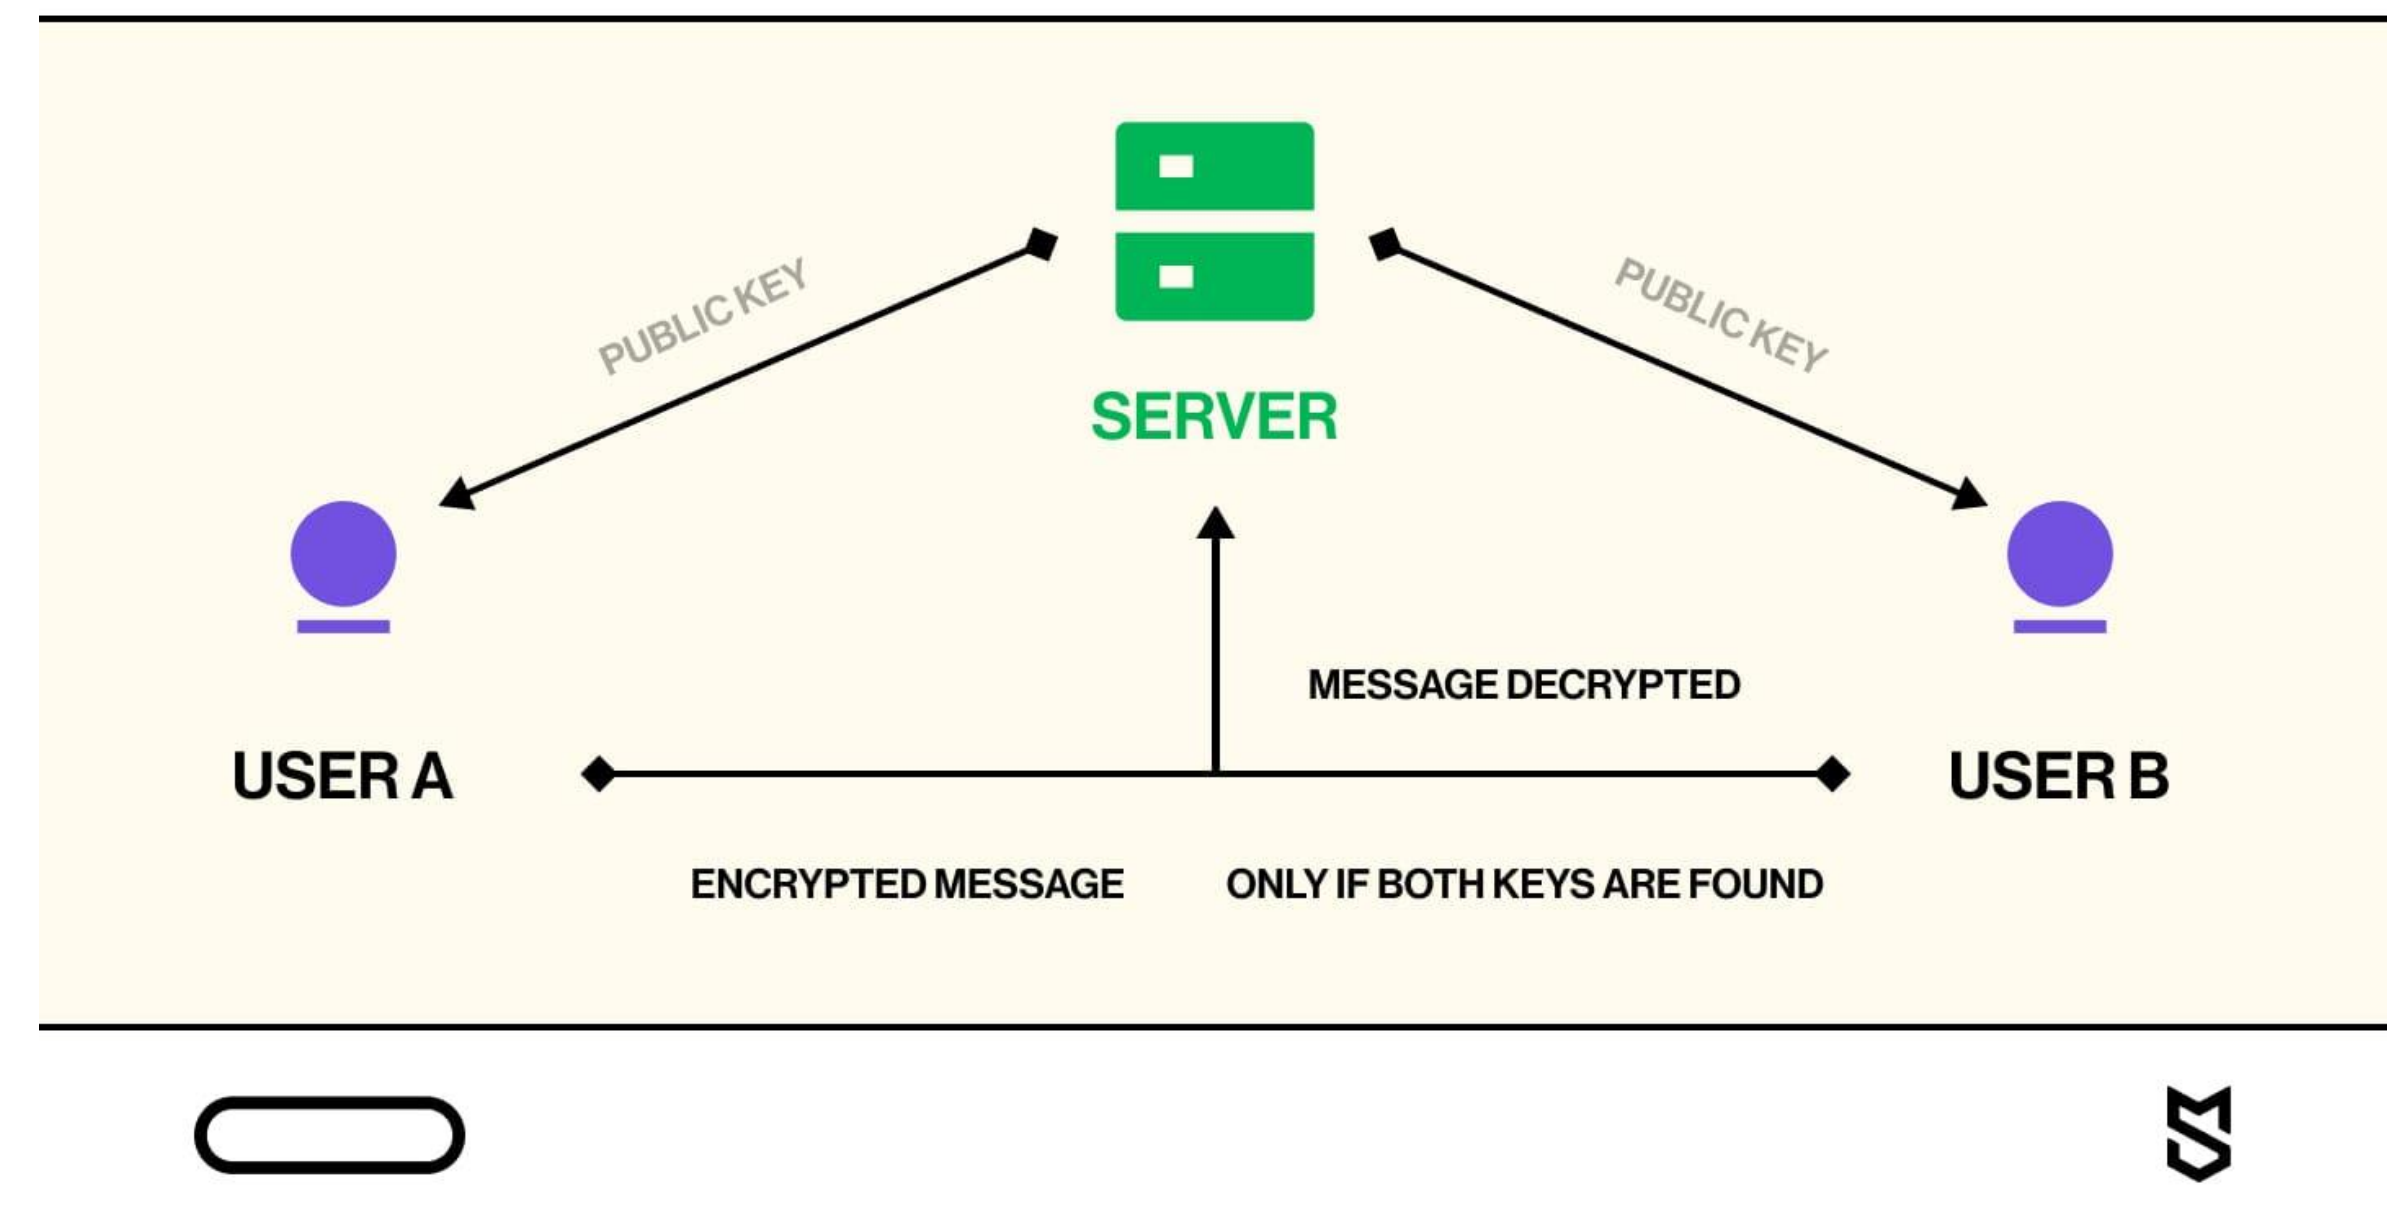 PUBLIC KEY
PUBLIC KEY
SERVER
MESSAGE DECRYPTED
USER A
USER B
ENCRYPTED MESSAGE
ONLY IF BOTH KEYS ARE FOUND